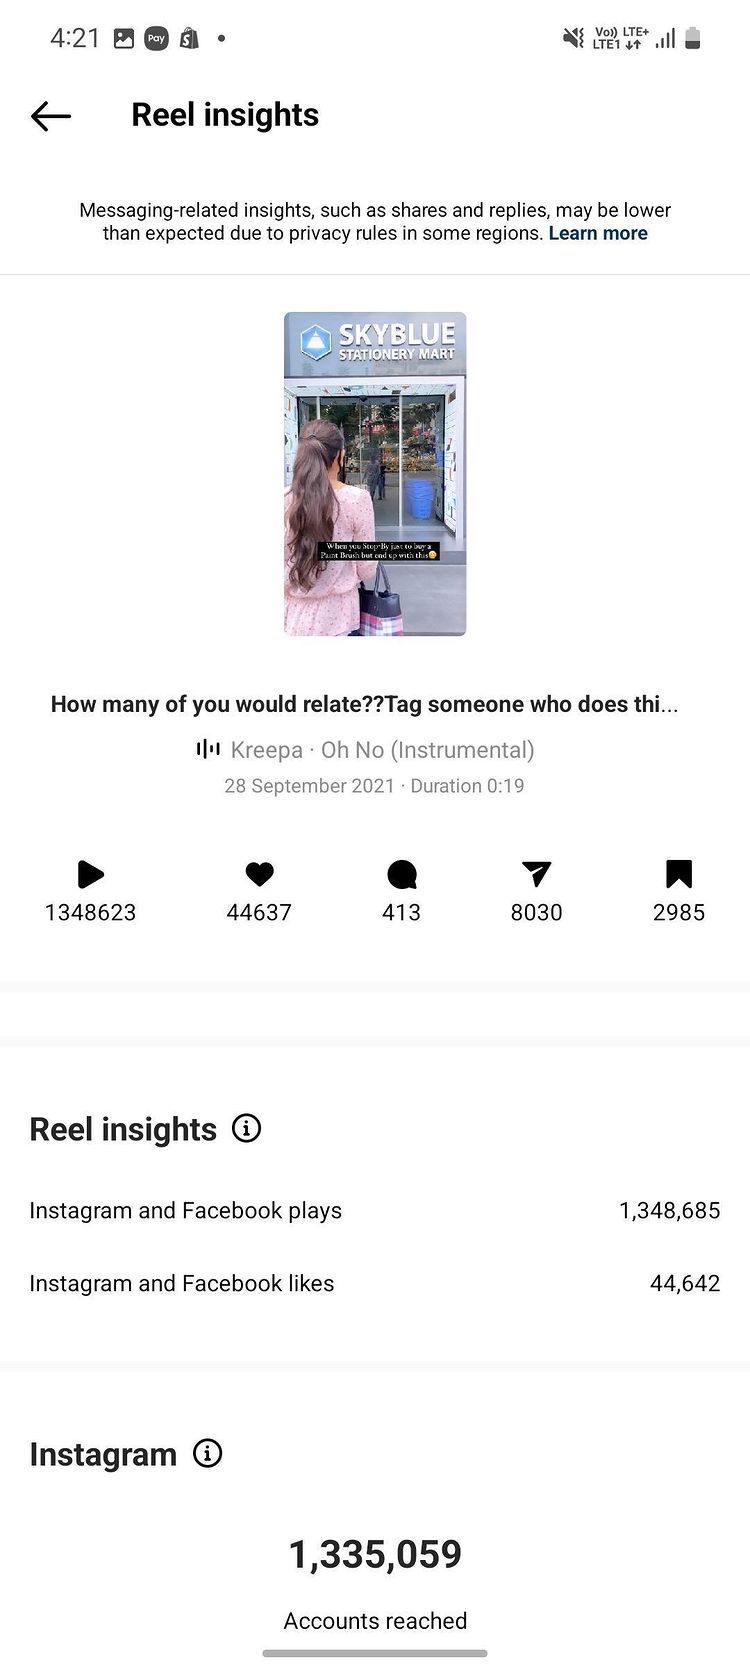 4:21
Pay
Vo)) LTE+
LTE1
Reel insights
Messaging-related insights, such as shares and replies, may be lower
than expected due to privacy rules in some regions. Learn more
SKYBLUE
STATIONERY MART
When you Stop-By just to buy a
Paint Brush but end up with this
How many of you would relate??Tag someone who does thi...
Kreepa · Oh No (Instrumental)
28 September 2021 · Duration 0:19
1348623 44637 413 8030 2985
Reel insights
Instagram and Facebook plays 1,348,685
Instagram and Facebook likes 44,642
Instagram
1,335,059
Accounts reached